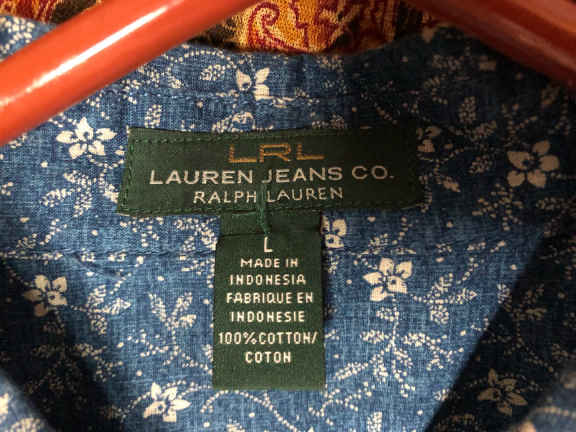 LRL
LAUREN JEANS CO.
RALPH LAUREN
L
MADE IN
INDONESIA
FABRIQUE EN
INDONESIE
100%COTTON/
COTON